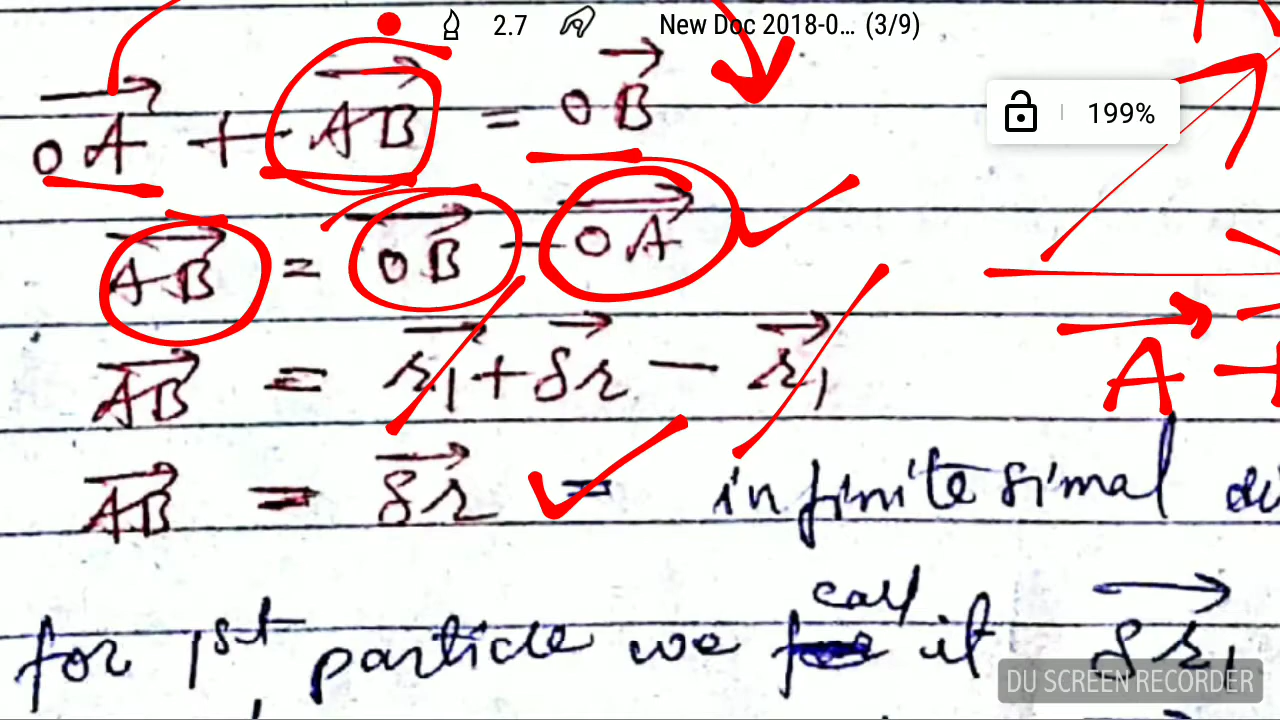 2.7 New Doc 2018-0... (3/9)
199%
OA + AB = OB
AB = OB - OA
AB = r₁ + δr - r₁
A +
AB = δr = infinitesimal di
for 1st particle we call it δr₁
DU SCREEN RECORDER